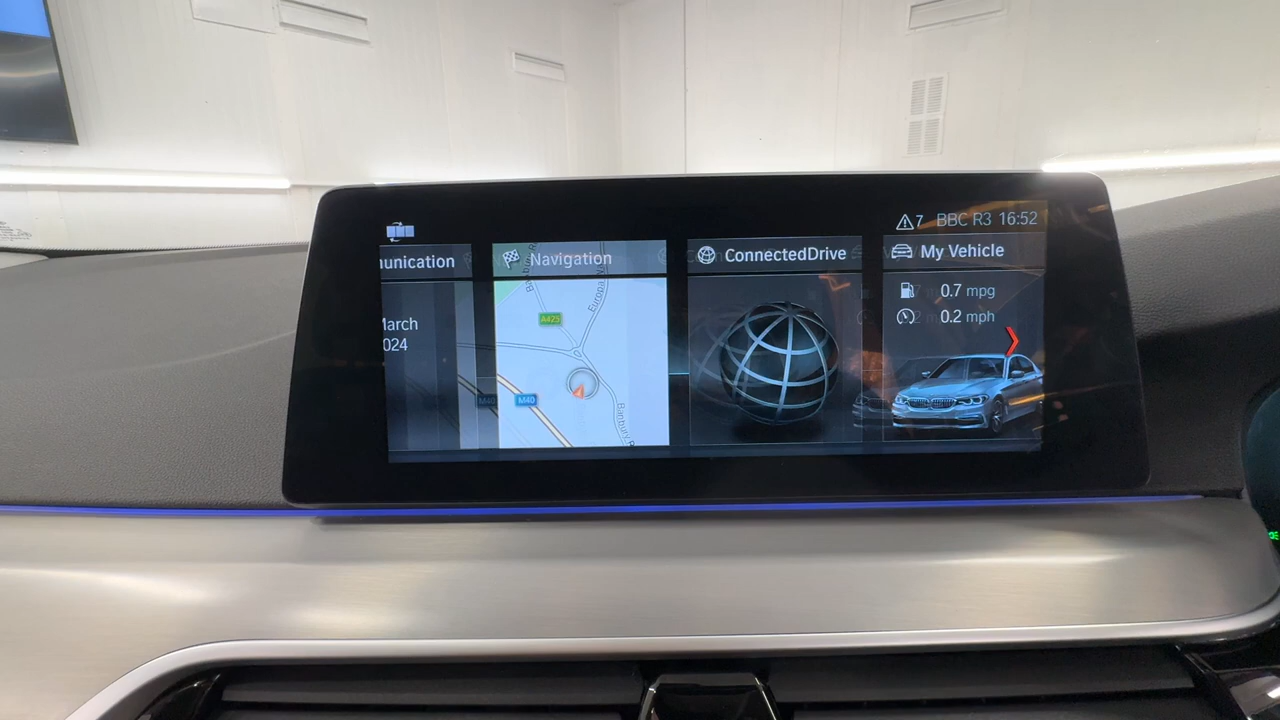 7 BBC R3 16:52
unication
Navigation
ConnectedDrive
My Vehicle
March
024
A425
M40
M40
Banbury R
0.7 mpg
0.2 mph